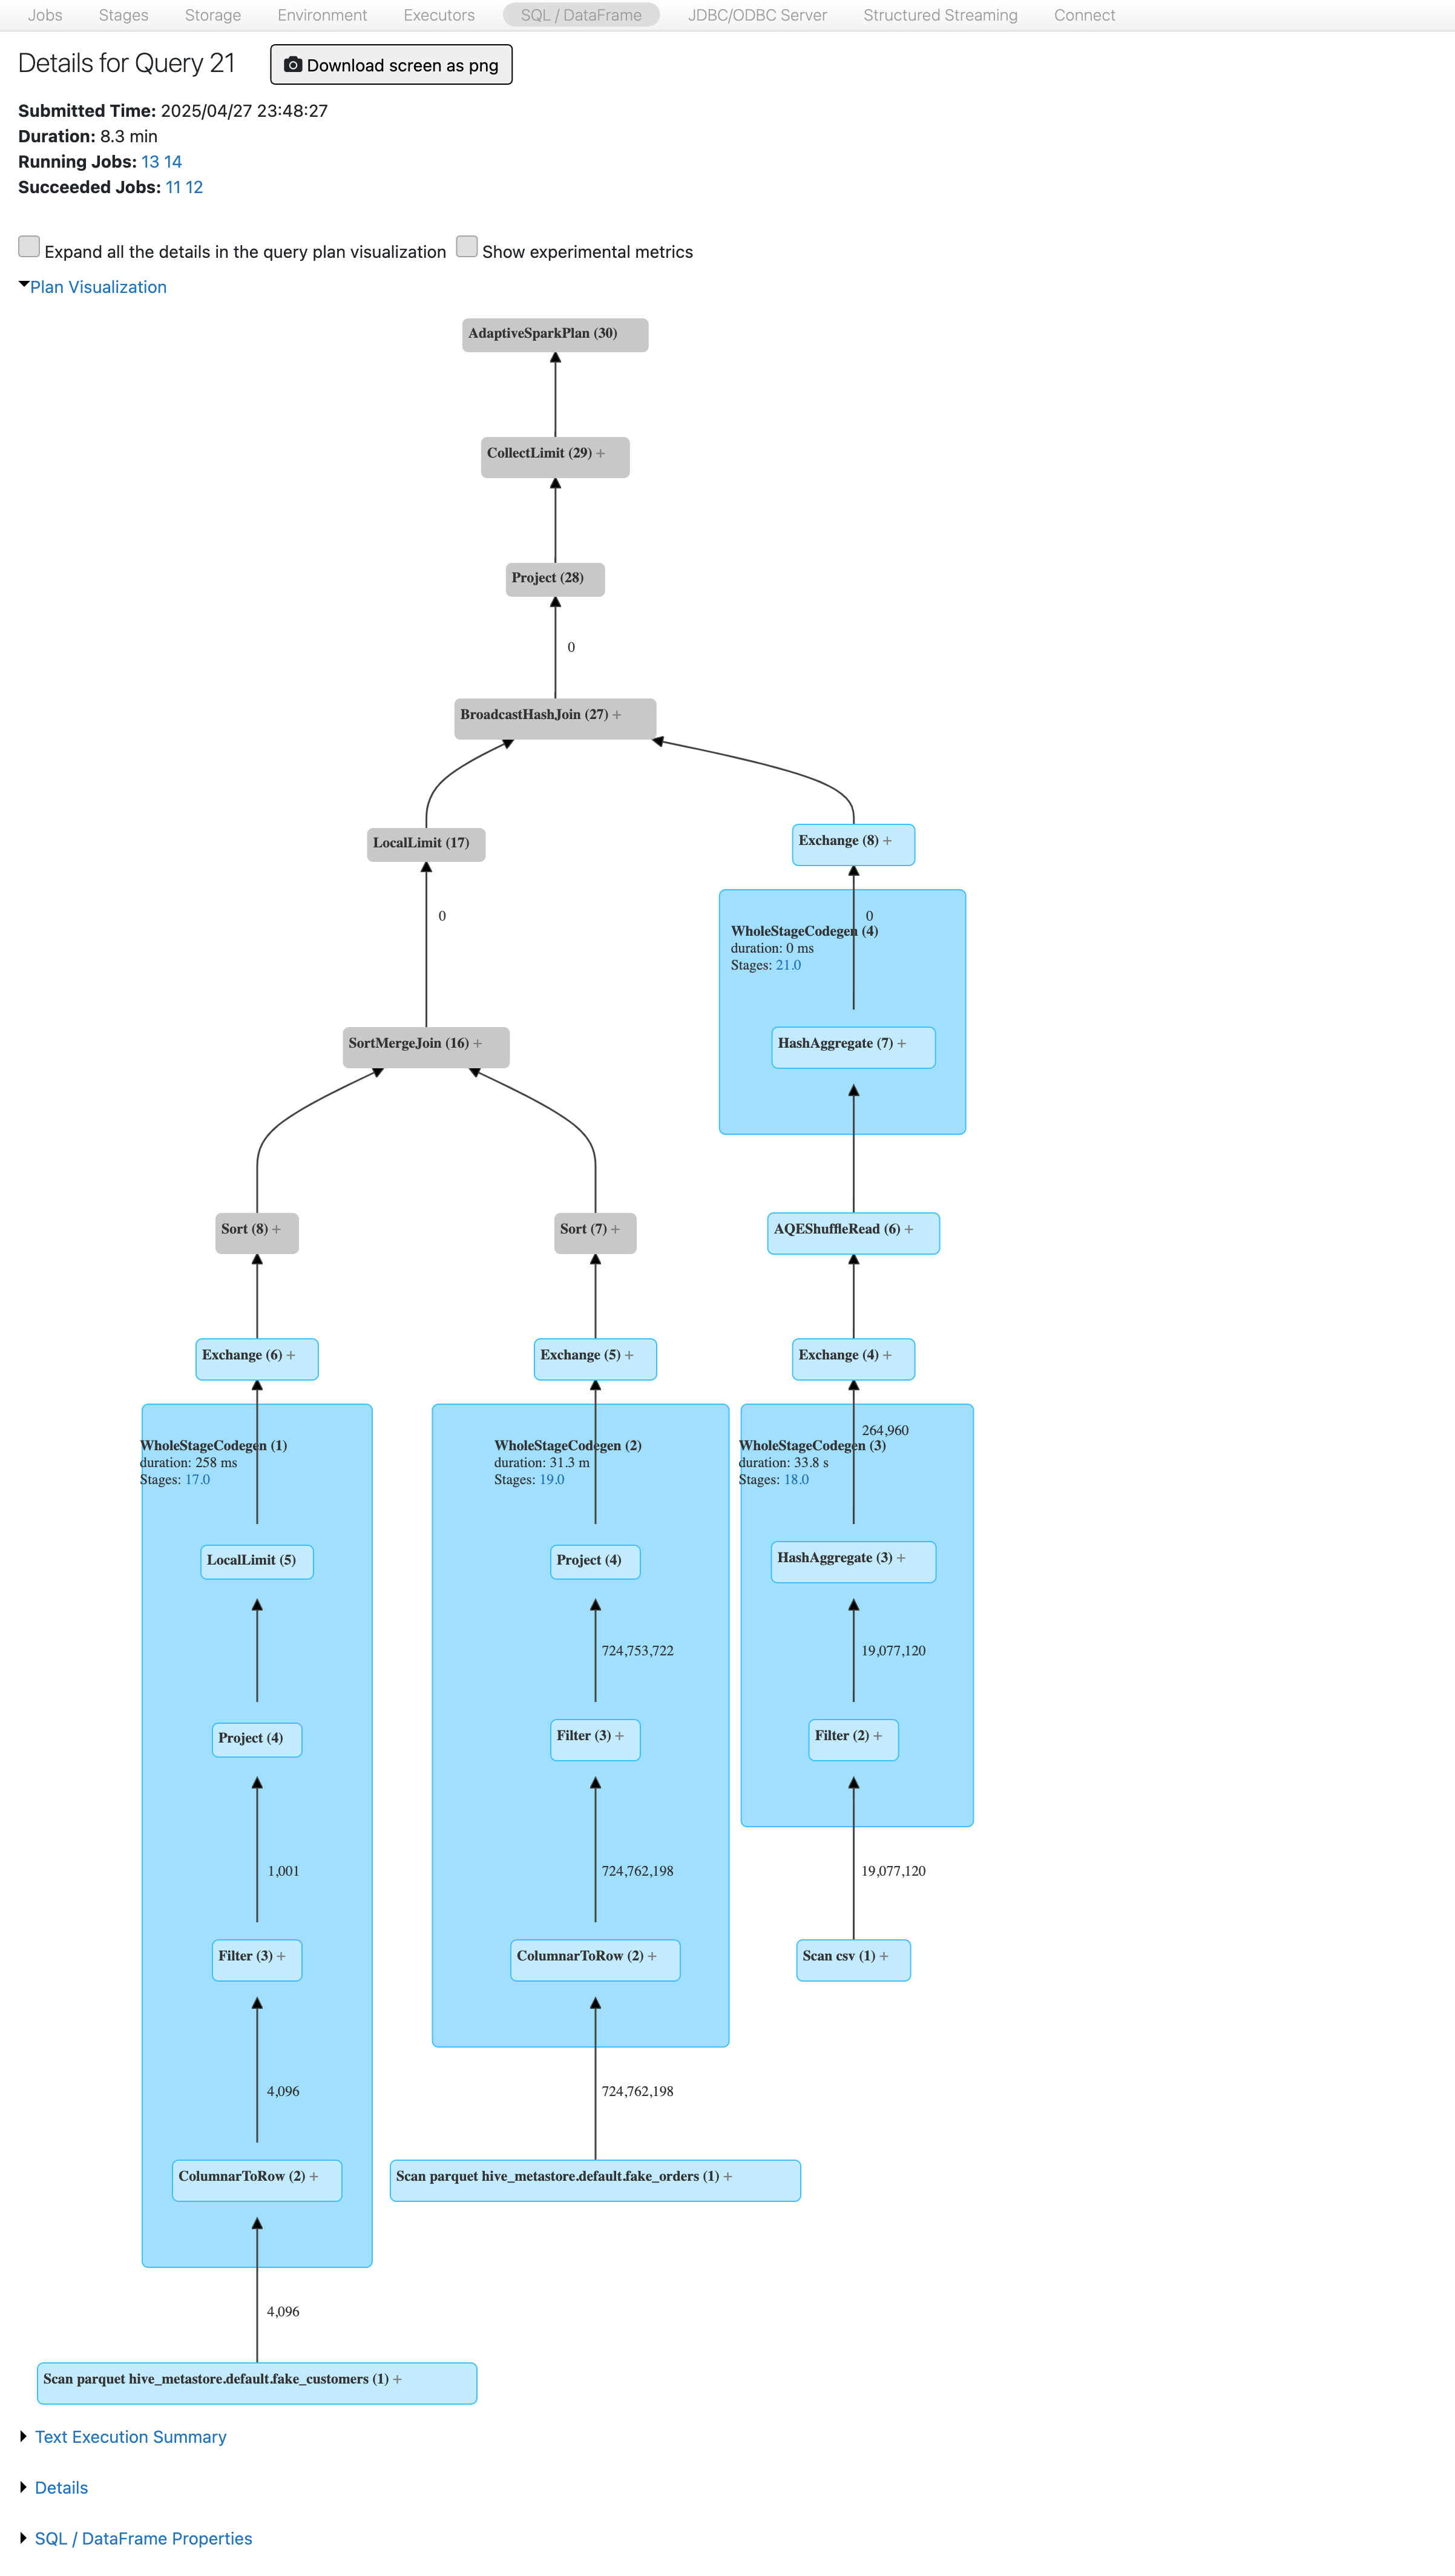 Jobs Stages Storage Environment Executors SQL / DataFrame JDBC/ODBC Server Structured Streaming Connect
Details for Query 21 Download screen as png
Submitted Time: 2025/04/27 23:48:27
Duration: 8.3 min
Running Jobs: 13 14
Succeeded Jobs: 11 12
Expand all the details in the query plan visualization Show experimental metrics
Plan Visualization
AdaptiveSparkPlan (30)
CollectLimit (29) +
Project (28)
0
BroadcastHashJoin (27) +
LocalLimit (17)
Exchange (8) +
0
0
WholeStageCodegen (4)
duration: 0 ms
Stages: 21.0
SortMergeJoin (16) +
HashAggregate (7) +
Sort (8) +
Sort (7) +
AQEShuffleRead (6) +
Exchange (6) +
Exchange (5) +
Exchange (4) +
264,960
WholeStageCodegen (1)
duration: 258 ms
Stages: 17.0
WholeStageCodegen (2)
duration: 31.3 m
Stages: 19.0
WholeStageCodegen (3)
duration: 33.8 s
Stages: 18.0
LocalLimit (5)
Project (4)
HashAggregate (3) +
724,753,722
19,077,120
Project (4)
Filter (3) +
Filter (2) +
1,001
724,762,198
19,077,120
Filter (3) +
ColumnarToRow (2) +
Scan csv (1) +
4,096
724,762,198
ColumnarToRow (2) +
Scan parquet hive_metastore.default.fake_orders (1) +
4,096
Scan parquet hive_metastore.default.fake_customers (1) +
Text Execution Summary
Details
SQL / DataFrame Properties